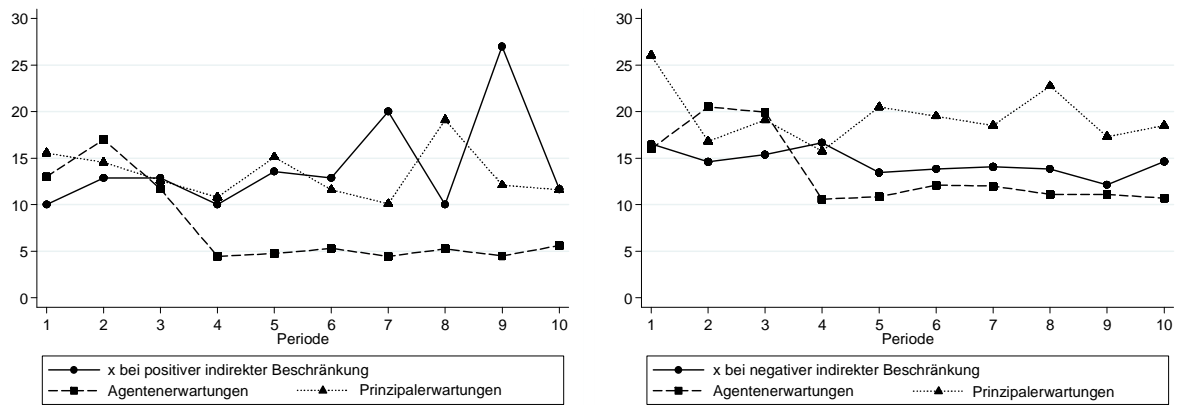 30
25
20
15
10
5
0
1 2 3 4 5 6 7 8 9 10
Periode
x bei positiver indirekter Beschränkung
Agentenerwartungen Prinzipalerwartungen
30
25
20
15
10
5
0
1 2 3 4 5 6 7 8 9 10
Periode
x bei negativer indirekter Beschränkung
Agentenerwartungen Prinzipalerwartungen